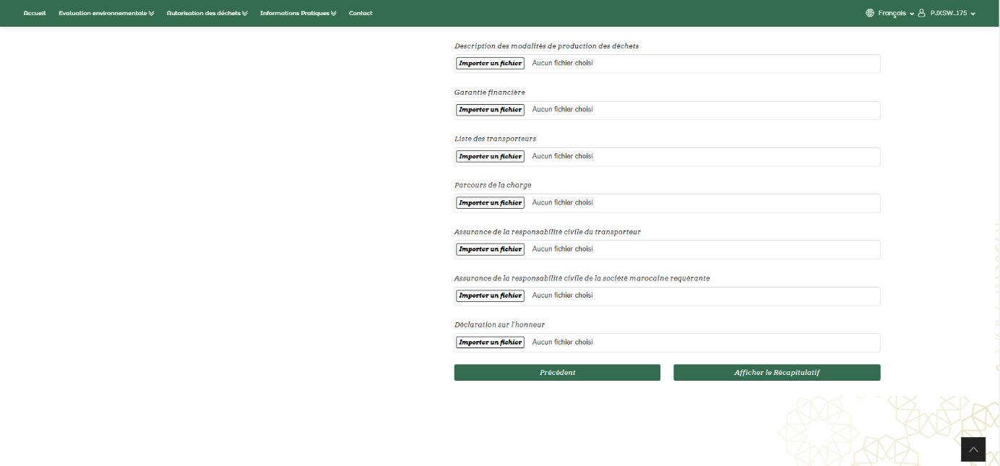 Accueil Evaluation environnementale Autorisation des déchets Informations Pratiques Contact Français PJXSW_175
Description des modalités de production des déchets
Importer un fichier Aucun fichier choisi
Garantie financière
Importer un fichier Aucun fichier choisi
Liste des transporteurs
Importer un fichier Aucun fichier choisi
Parcours de la charge
Importer un fichier Aucun fichier choisi
Assurance de la responsabilité civile du transporteur
Importer un fichier Aucun fichier choisi
Assurance de la responsabilité civile de la société marocaine requérante
Importer un fichier Aucun fichier choisi
Déclaration sur l'honneur
Importer un fichier Aucun fichier choisi
Précédent Afficher le Récapitulatif